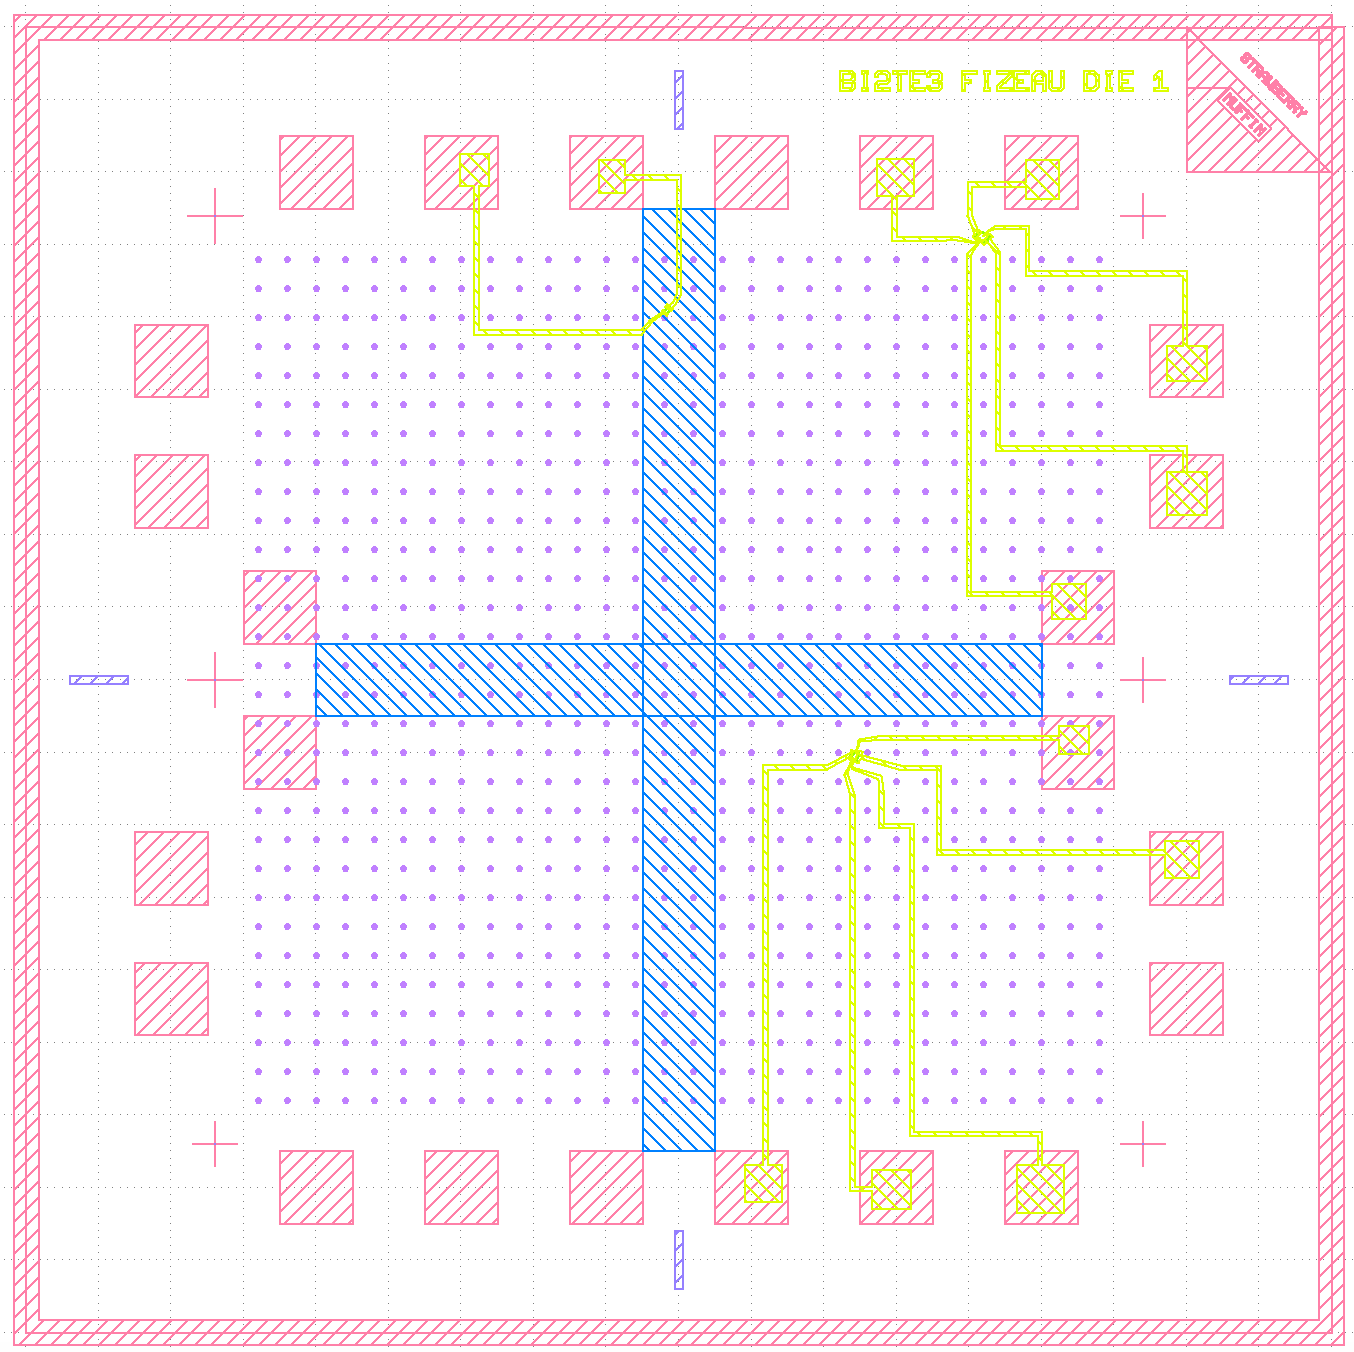 BI2TE3 FIZEAU DIE 1
STRAWBERRY
MUFFIN